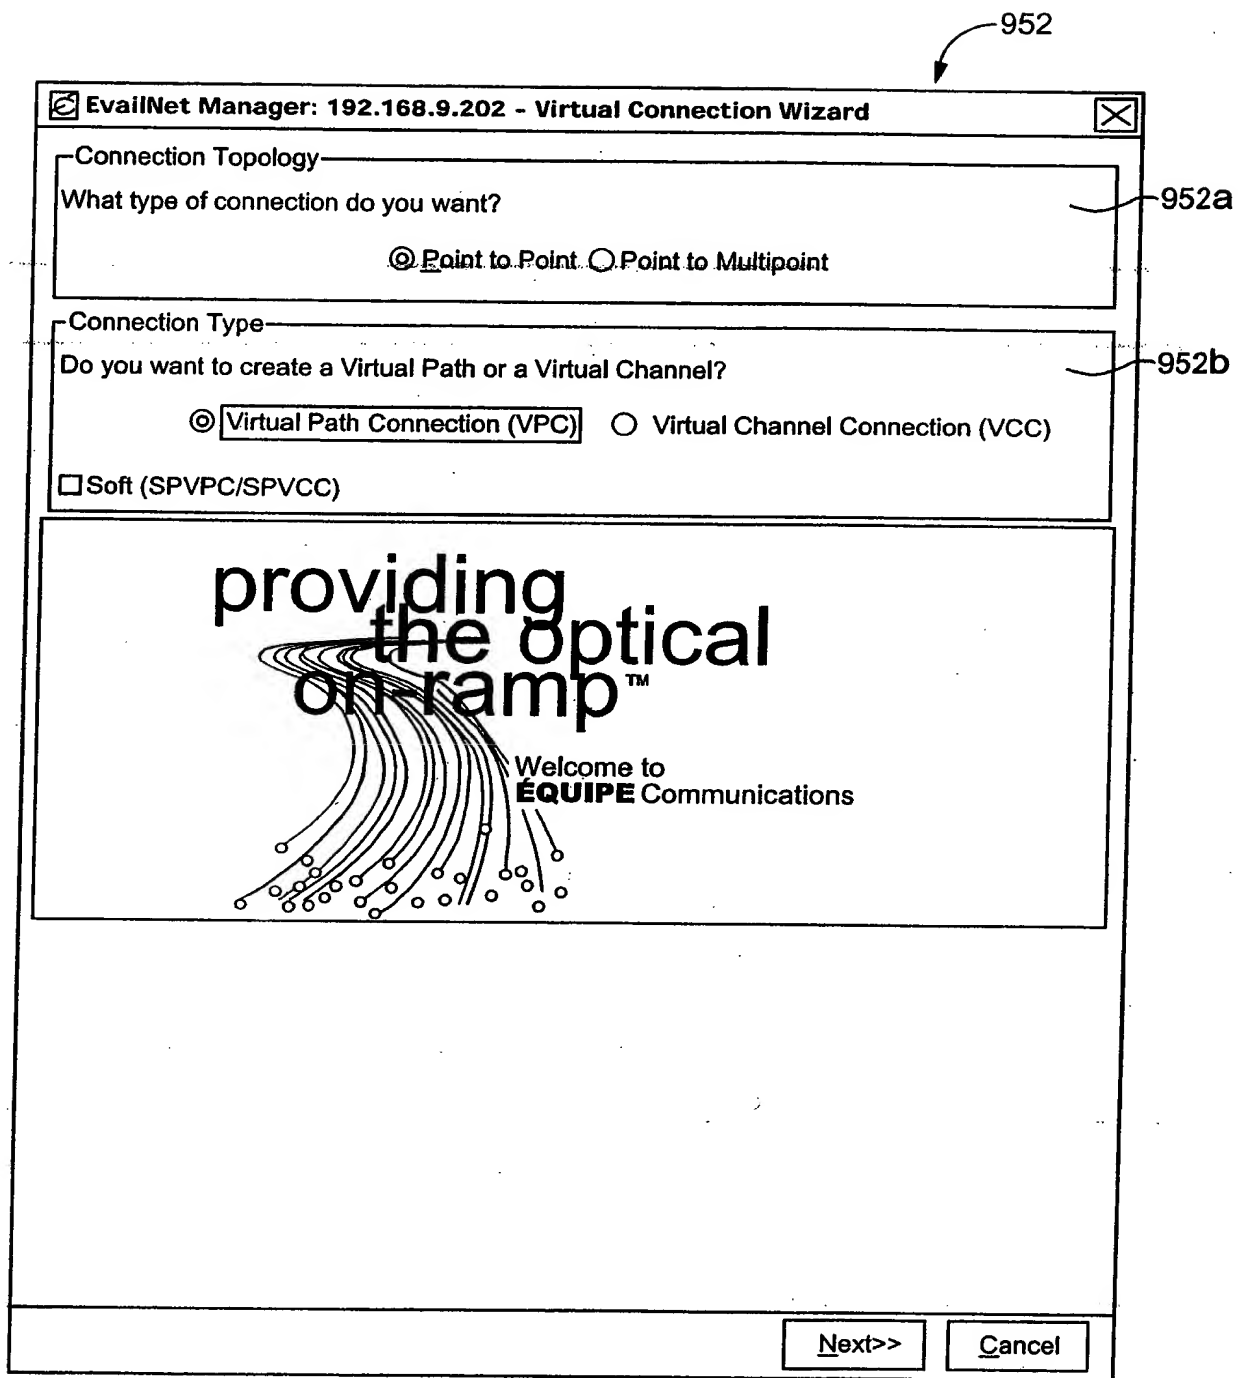 952
EvailNet Manager: 192.168.9.202 - Virtual Connection Wizard
Connection Topology
What type of connection do you want?
952a
Point to Point Point to Multipoint
Connection Type
Do you want to create a Virtual Path or a Virtual Channel?
952b
Virtual Path Connection (VPC) Virtual Channel Connection (VCC)
Soft (SPVPC/SPVCC)
providing
the optical
on-ramp™
Welcome to
ÉQUIPE Communications
Next>> Cancel